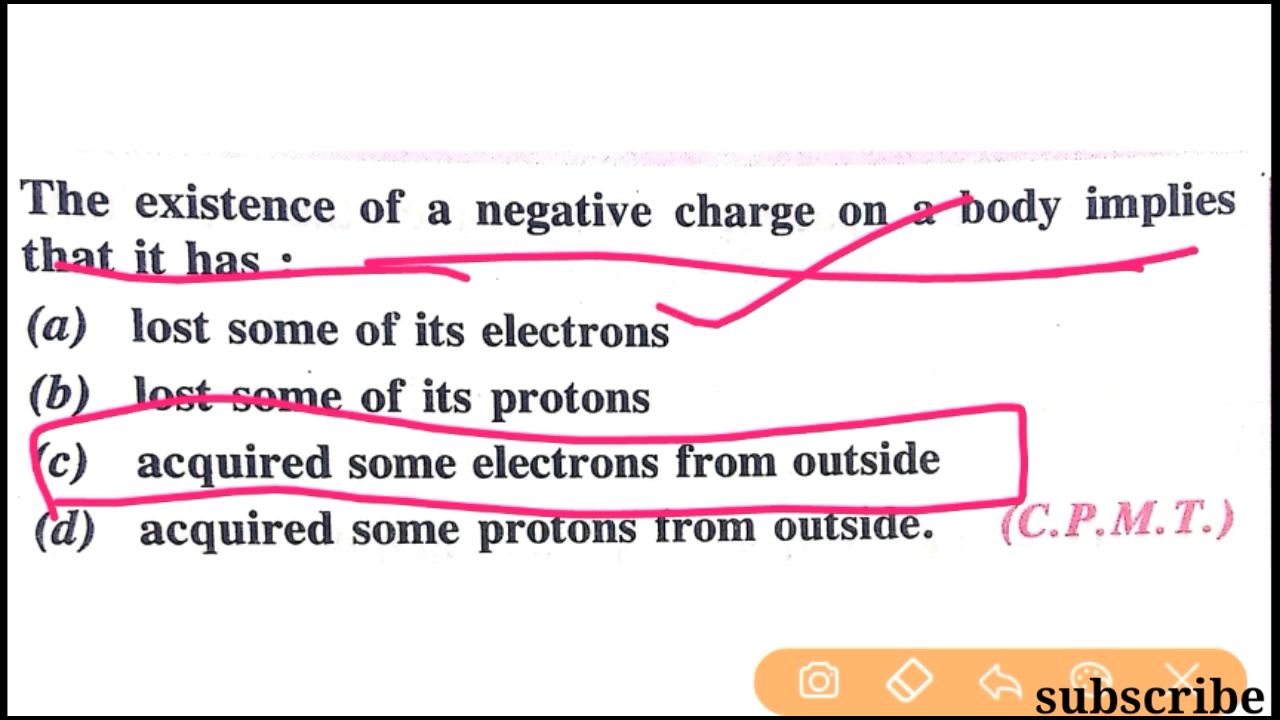 The existence of a negative charge on a body implies
that it has :
(a) lost some of its electrons
(b) lost some of its protons
(c) acquired some electrons from outside
(d) acquired some protons from outside. (C.P.M.T.)
subscribe